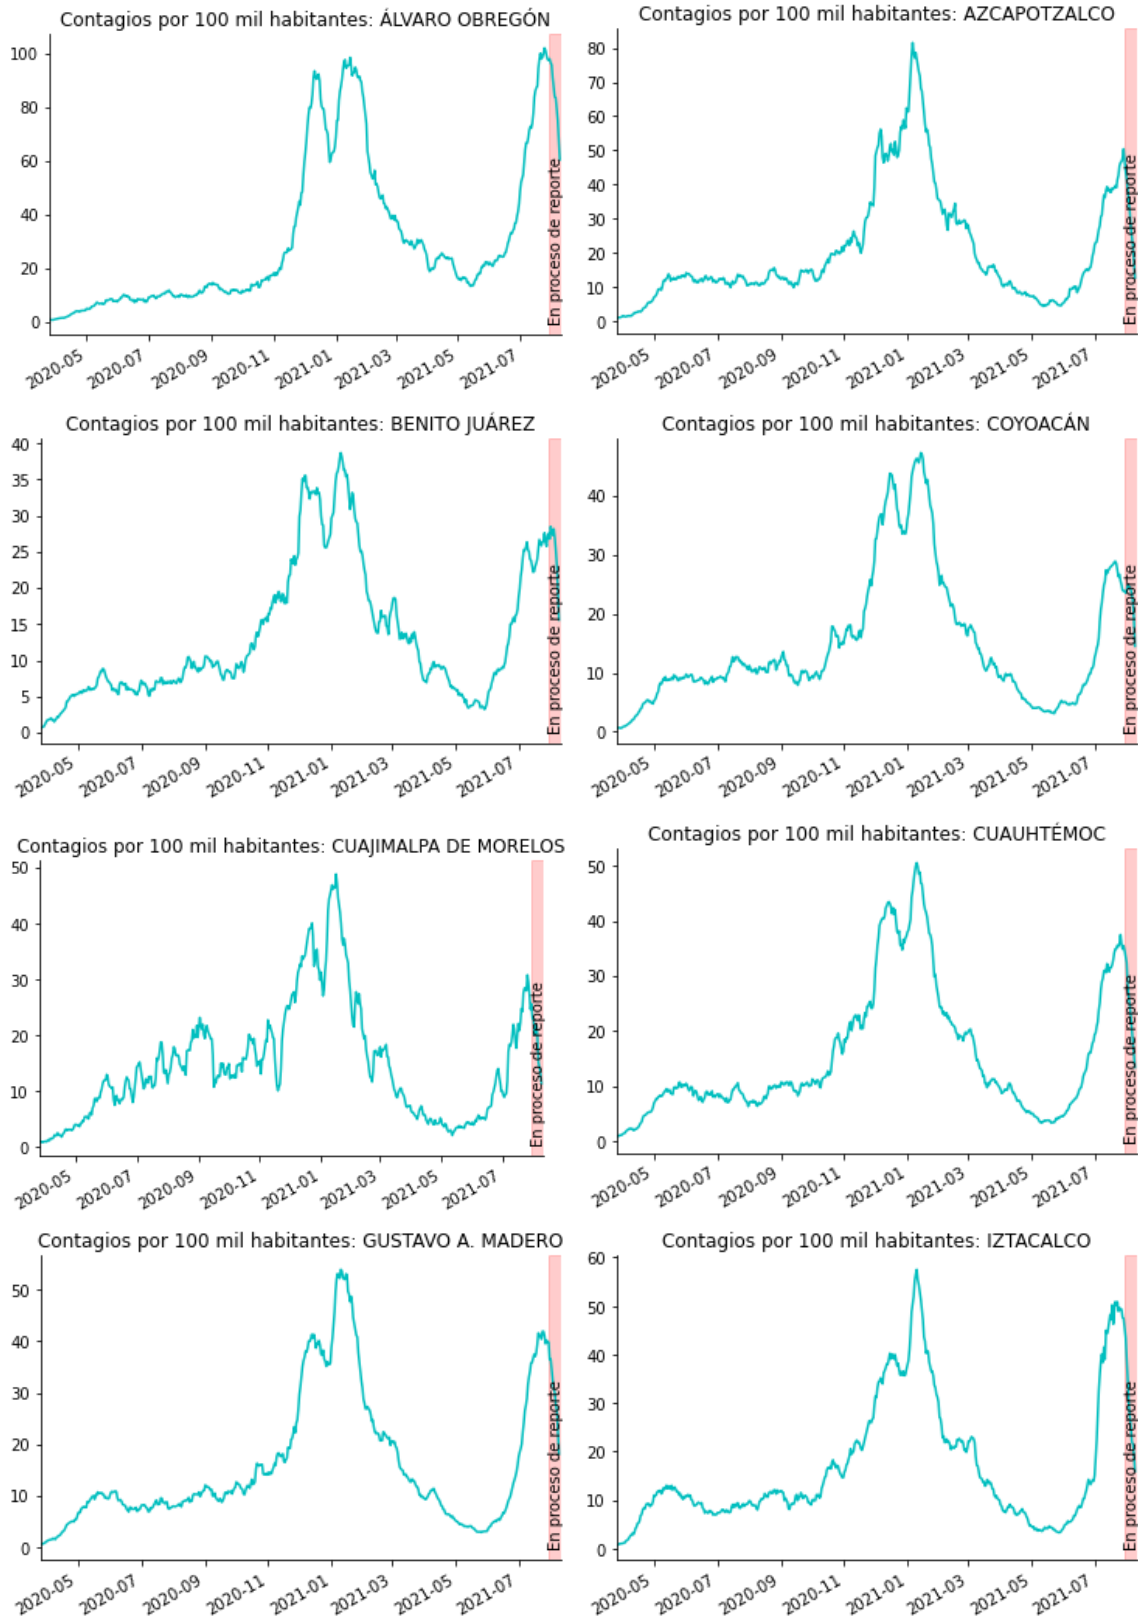 Contagios por 100 mil habitantes: ÁLVARO OBREGÓN
100
80
60
40
20
0
En proceso de reporte
2020-05 2020-07 2020-09 2020-11 2021-01 2021-03 2021-05 2021-07
Contagios por 100 mil habitantes: AZCAPOTZALCO
80
70
60
50
40
30
20
10
0
En proceso de reporte
2020-05 2020-07 2020-09 2020-11 2021-01 2021-03 2021-05 2021-07
Contagios por 100 mil habitantes: BENITO JUÁREZ
40
35
30
25
20
15
10
5
0
En proceso de reporte
2020-05 2020-07 2020-09 2020-11 2021-01 2021-03 2021-05 2021-07
Contagios por 100 mil habitantes: COYOACÁN
40
30
20
10
0
En proceso de reporte
2020-05 2020-07 2020-09 2020-11 2021-01 2021-03 2021-05 2021-07
Contagios por 100 mil habitantes: CUAJIMALPA DE MORELOS
50
40
30
20
10
0
En proceso de reporte
2020-05 2020-07 2020-09 2020-11 2021-01 2021-03 2021-05 2021-07
Contagios por 100 mil habitantes: CUAUHTÉMOC
50
40
30
20
10
0
En proceso de reporte
2020-05 2020-07 2020-09 2020-11 2021-01 2021-03 2021-05 2021-07
Contagios por 100 mil habitantes: GUSTAVO A. MADERO
50
40
30
20
10
0
En proceso de reporte
2020-05 2020-07 2020-09 2020-11 2021-01 2021-03 2021-05 2021-07
Contagios por 100 mil habitantes: IZTACALCO
60
50
40
30
20
10
0
En proceso de reporte
2020-05 2020-07 2020-09 2020-11 2021-01 2021-03 2021-05 2021-07